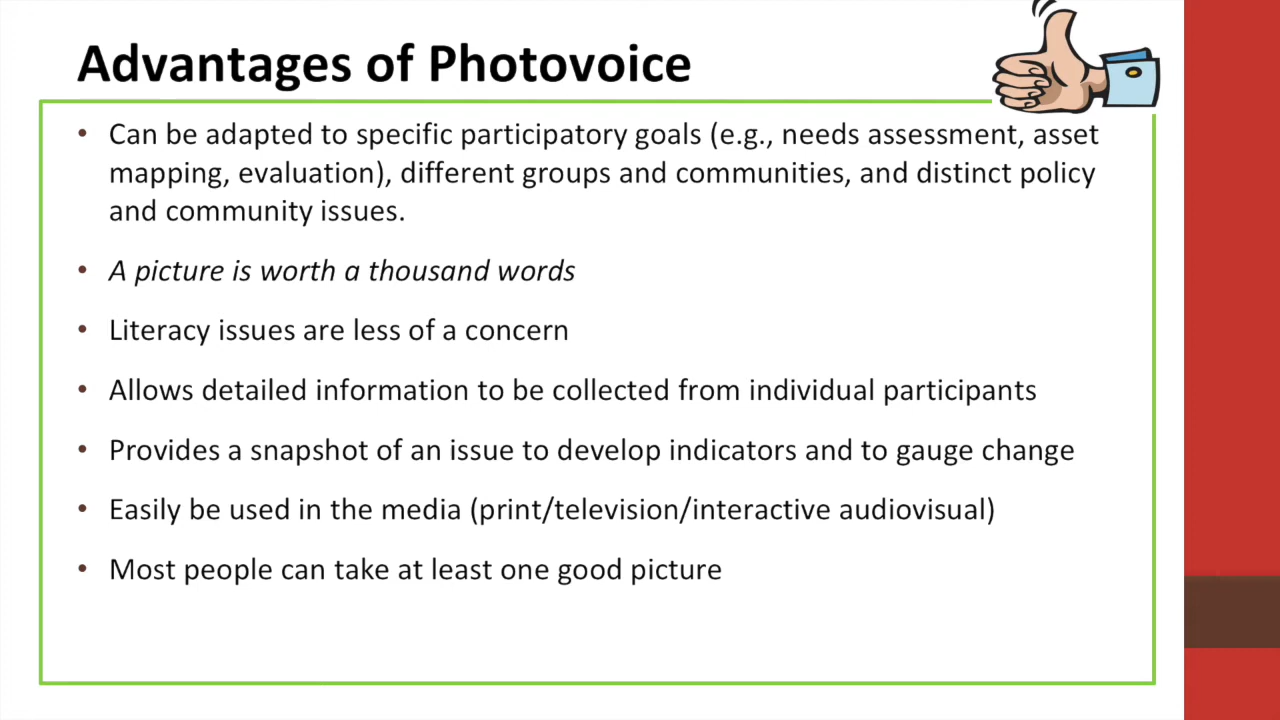 Advantages of Photovoice
• Can be adapted to specific participatory goals (e.g., needs assessment, asset
mapping, evaluation), different groups and communities, and distinct policy
and community issues.
• A picture is worth a thousand words
• Literacy issues are less of a concern
• Allows detailed information to be collected from individual participants
• Provides a snapshot of an issue to develop indicators and to gauge change
• Easily be used in the media (print/television/interactive audiovisual)
• Most people can take at least one good picture